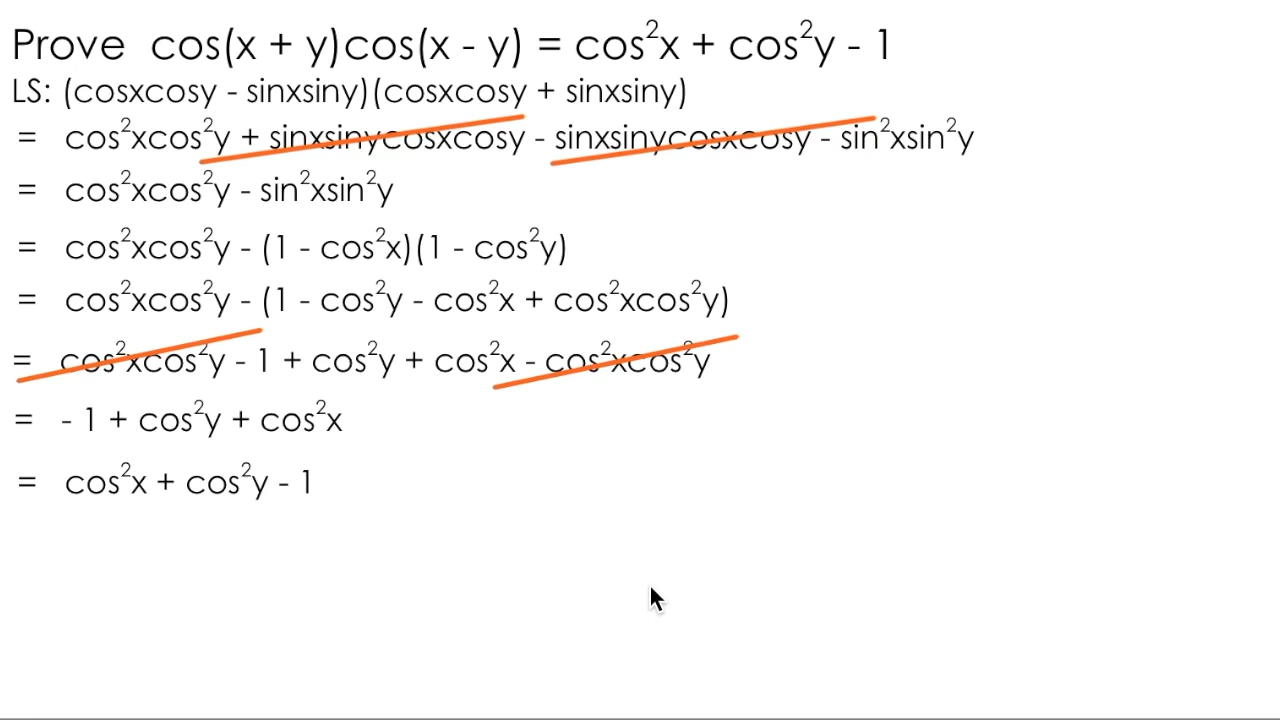 Prove cos(x + y)cos(x - y) = cos²x + cos²y - 1
LS: (cosxcosy - sinxsiny)(cosxcosy + sinxsiny)
= cos²xcos²y + sinxsinycosxcosy - sinxsinycosxcosy - sin²xsin²y
= cos²xcos²y - sin²xsin²y
= cos²xcos²y - (1 - cos²x)(1 - cos²y)
= cos²xcos²y - (1 - cos²y - cos²x + cos²xcos²y)
= cos²xcos²y - 1 + cos²y + cos²x - cos²xcos²y
= - 1 + cos²y + cos²x
= cos²x + cos²y - 1